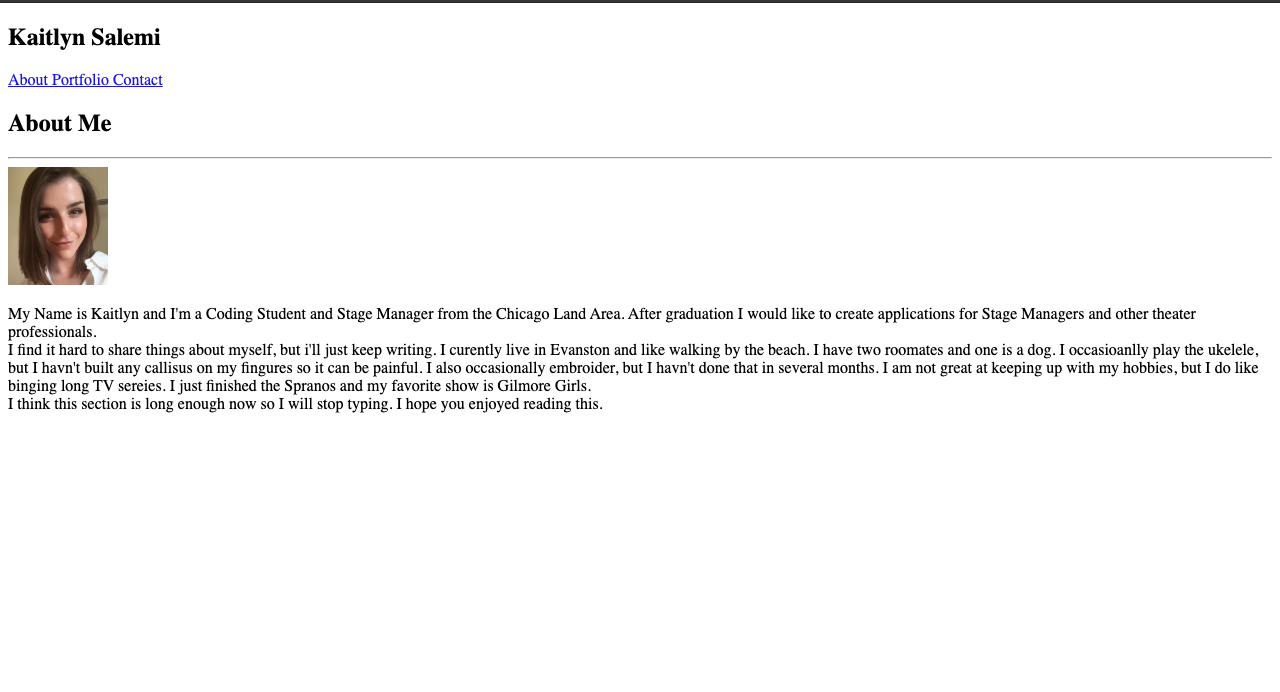 Kaitlyn Salemi
About Portfolio Contact
About Me
My Name is Kaitlyn and I'm a Coding Student and Stage Manager from the Chicago Land Area. After graduation I would like to create applications for Stage Managers and other theater
professionals.
I find it hard to share things about myself, but i'll just keep writing. I curently live in Evanston and like walking by the beach. I have two roomates and one is a dog. I occasioanlly play the ukelele,
but I havn't built any callisus on my fingures so it can be painful. I also occasionally embroider, but I havn't done that in several months. I am not great at keeping up with my hobbies, but I do like
binging long TV sereies. I just finished the Spranos and my favorite show is Gilmore Girls.
I think this section is long enough now so I will stop typing. I hope you enjoyed reading this.